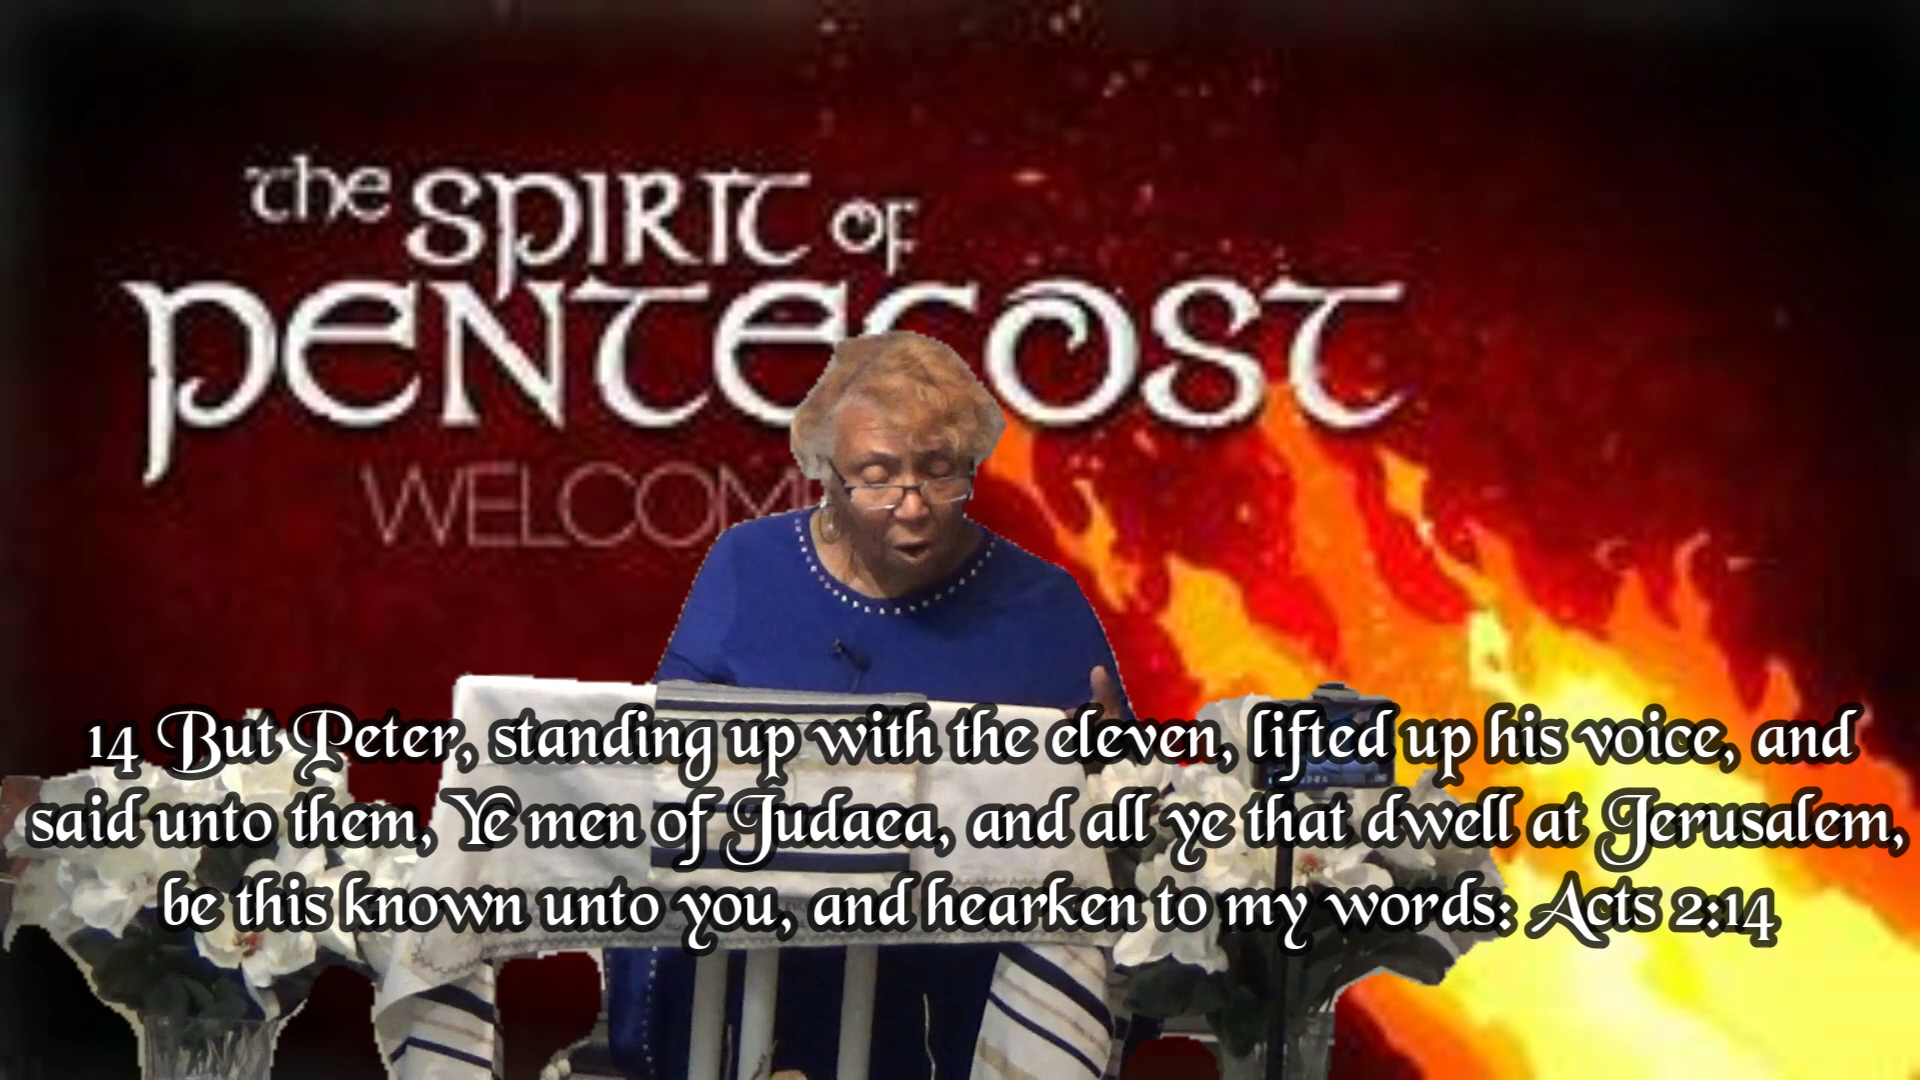 the SPIRIT OF
PENTECOST
WELCOME
14 But Peter, standing up with the eleven, lifted up his voice, and
said unto them, Ye men of Judaea, and all ye that dwell at Jerusalem,
be this known unto you, and hearken to my words: Acts 2:14